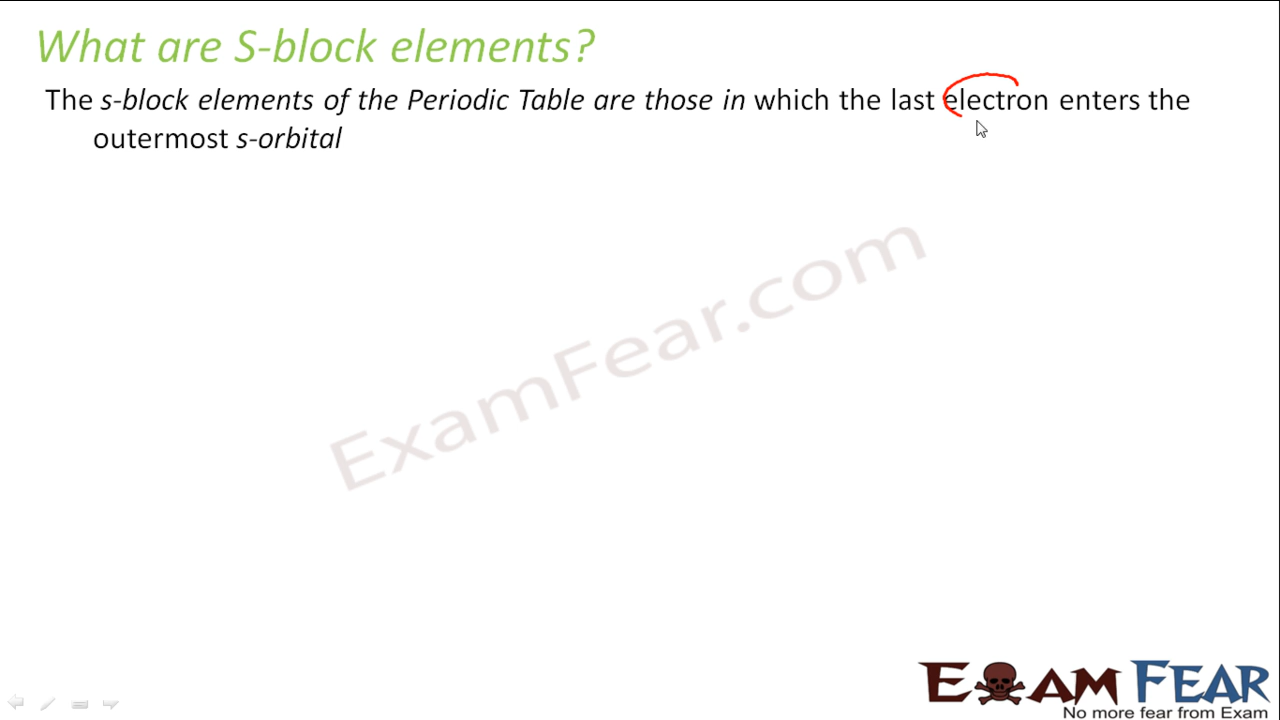 What are S-block elements?
The s-block elements of the Periodic Table are those in which the last electron enters the
outermost s-orbital
ExamFear.com
EXAM FEAR
No more fear from Exam